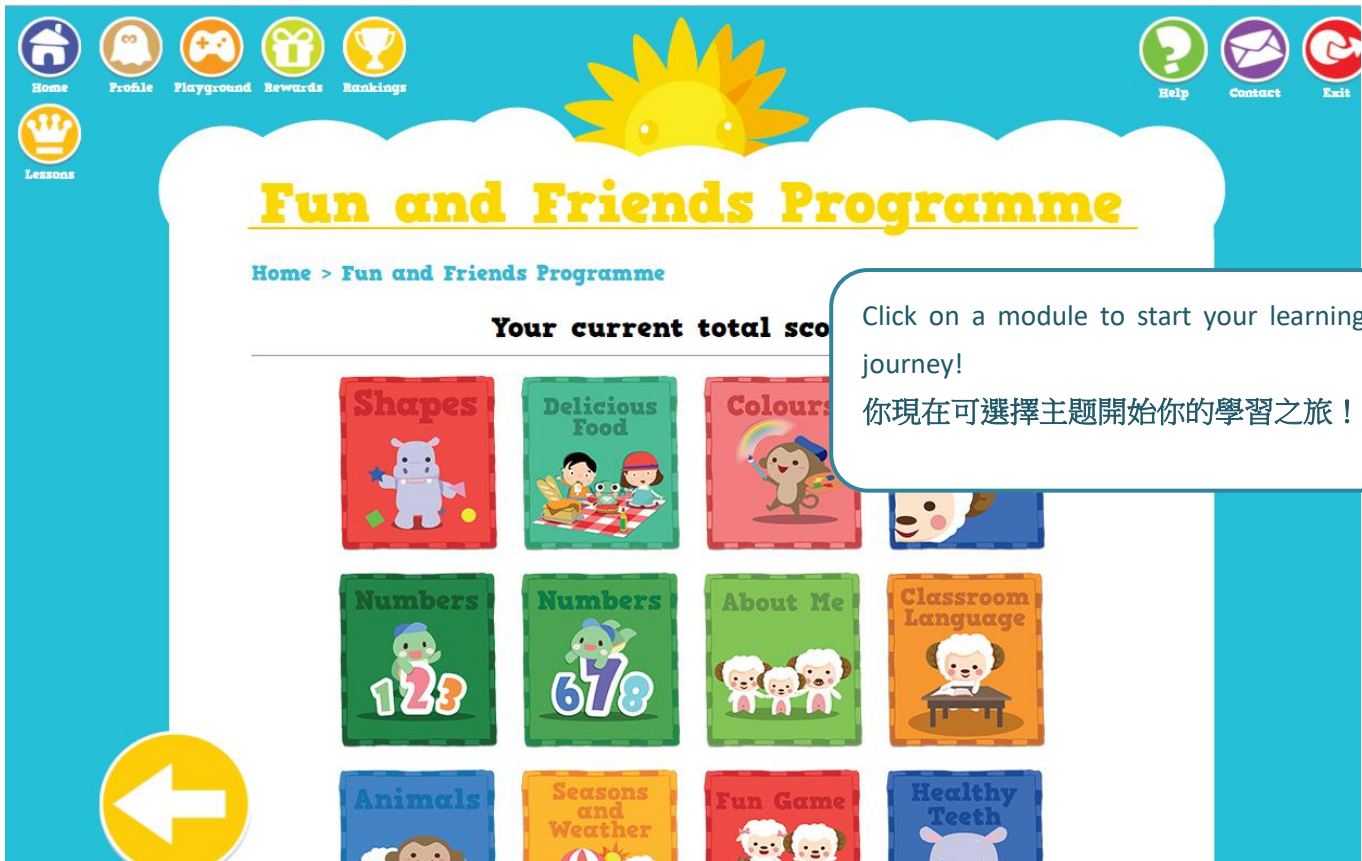 Home
Profile
Playground
Rewards
Rankings
Help
Contact
Exit
Lessons
Fun and Friends Programme
Home > Fun and Friends Programme
Your current total sco
Click on a module to start your learning
journey!
你現在可選擇主題開始你的學習之旅！
Shapes
Delicious
Food
Colours
Numbers
123
Numbers
678
About Me
Classroom
Language
Animals
Seasons
and
Weather
Fun Game
Healthy
Teeth